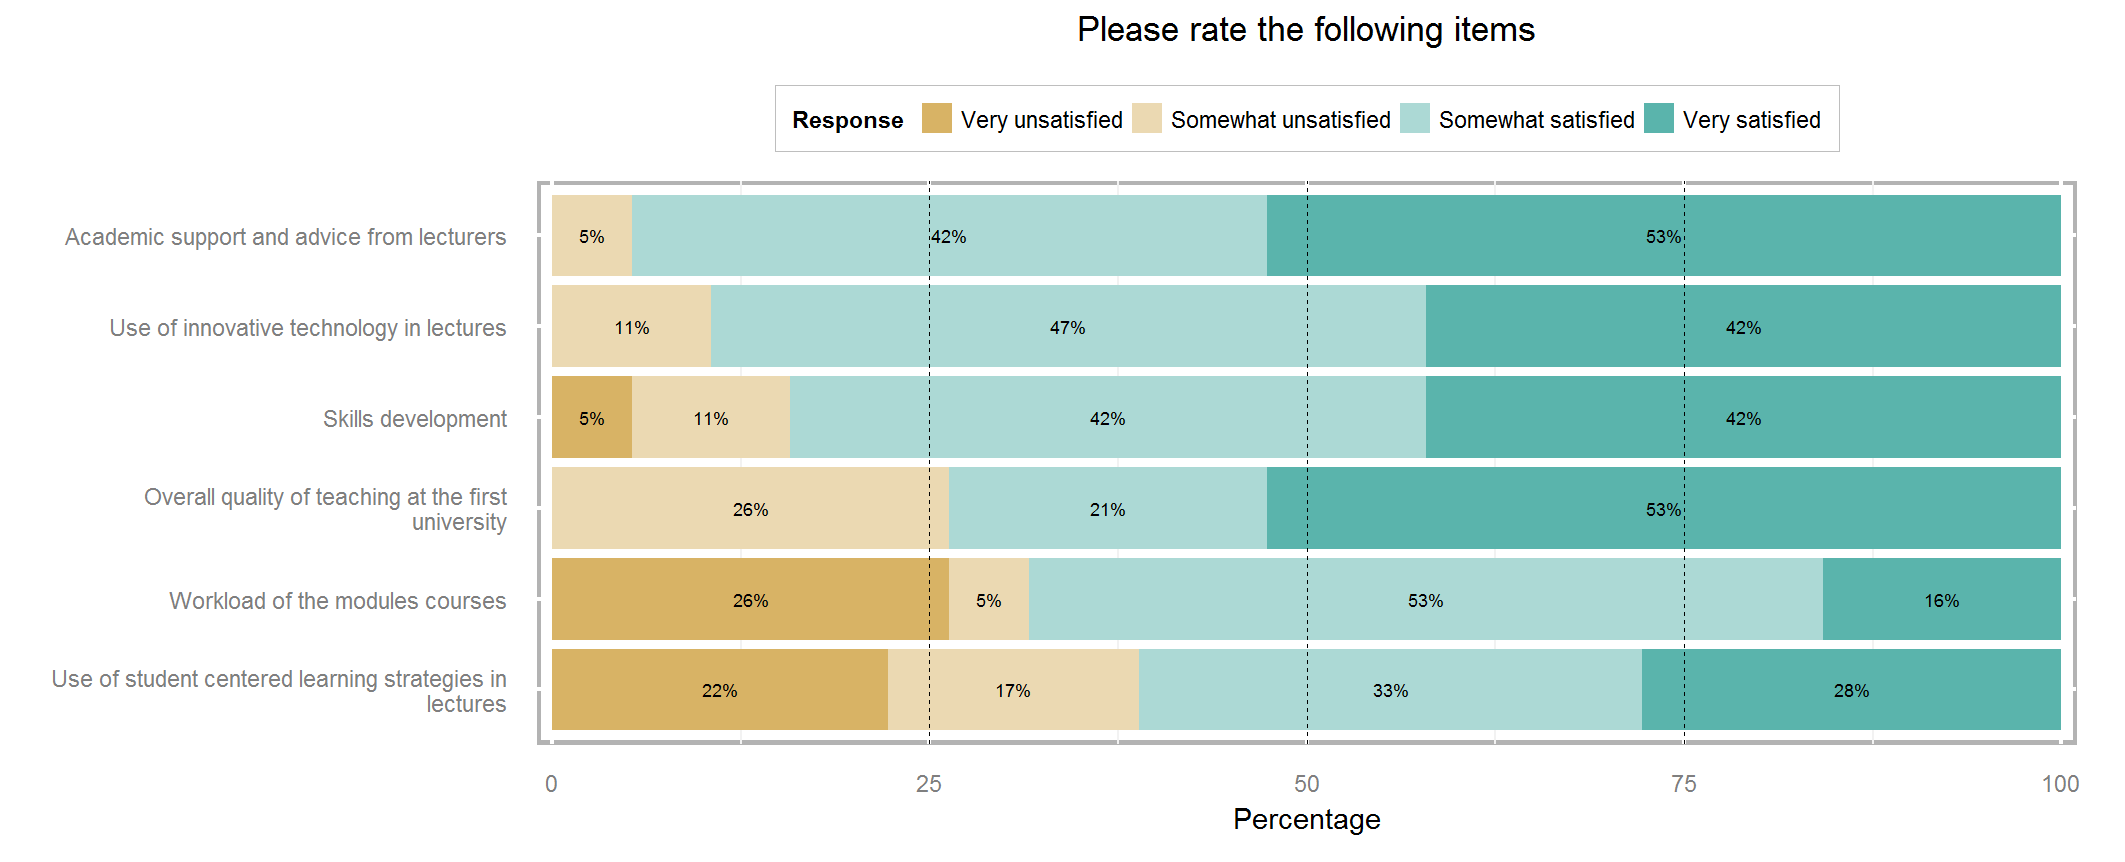 Please rate the following items
Response Very unsatisfied Somewhat unsatisfied Somewhat satisfied Very satisfied
Academic support and advice from lecturers
5% 42% 53%
Use of innovative technology in lectures
11% 47% 42%
Skills development
5% 11% 42% 42%
Overall quality of teaching at the first
university
26% 21% 53%
Workload of the modules courses
26% 5% 53% 16%
Use of student centered learning strategies in
lectures
22% 17% 33% 28%
0 25 50 75 100
Percentage